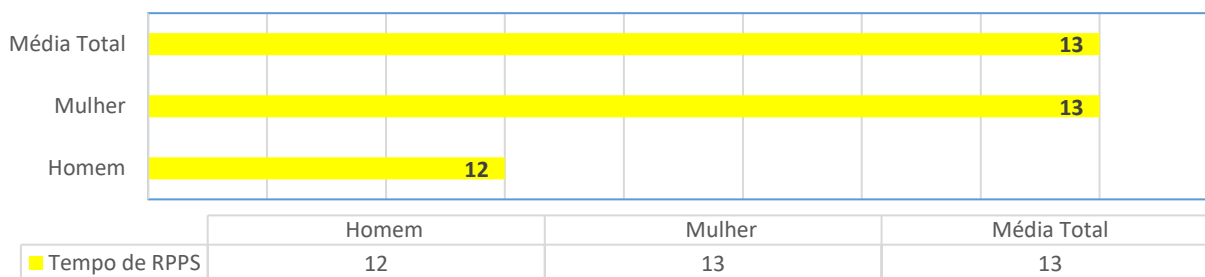 Média Total 13
Mulher 13
Homem 12
Homem Mulher Média Total
Tempo de RPPS 12 13 13